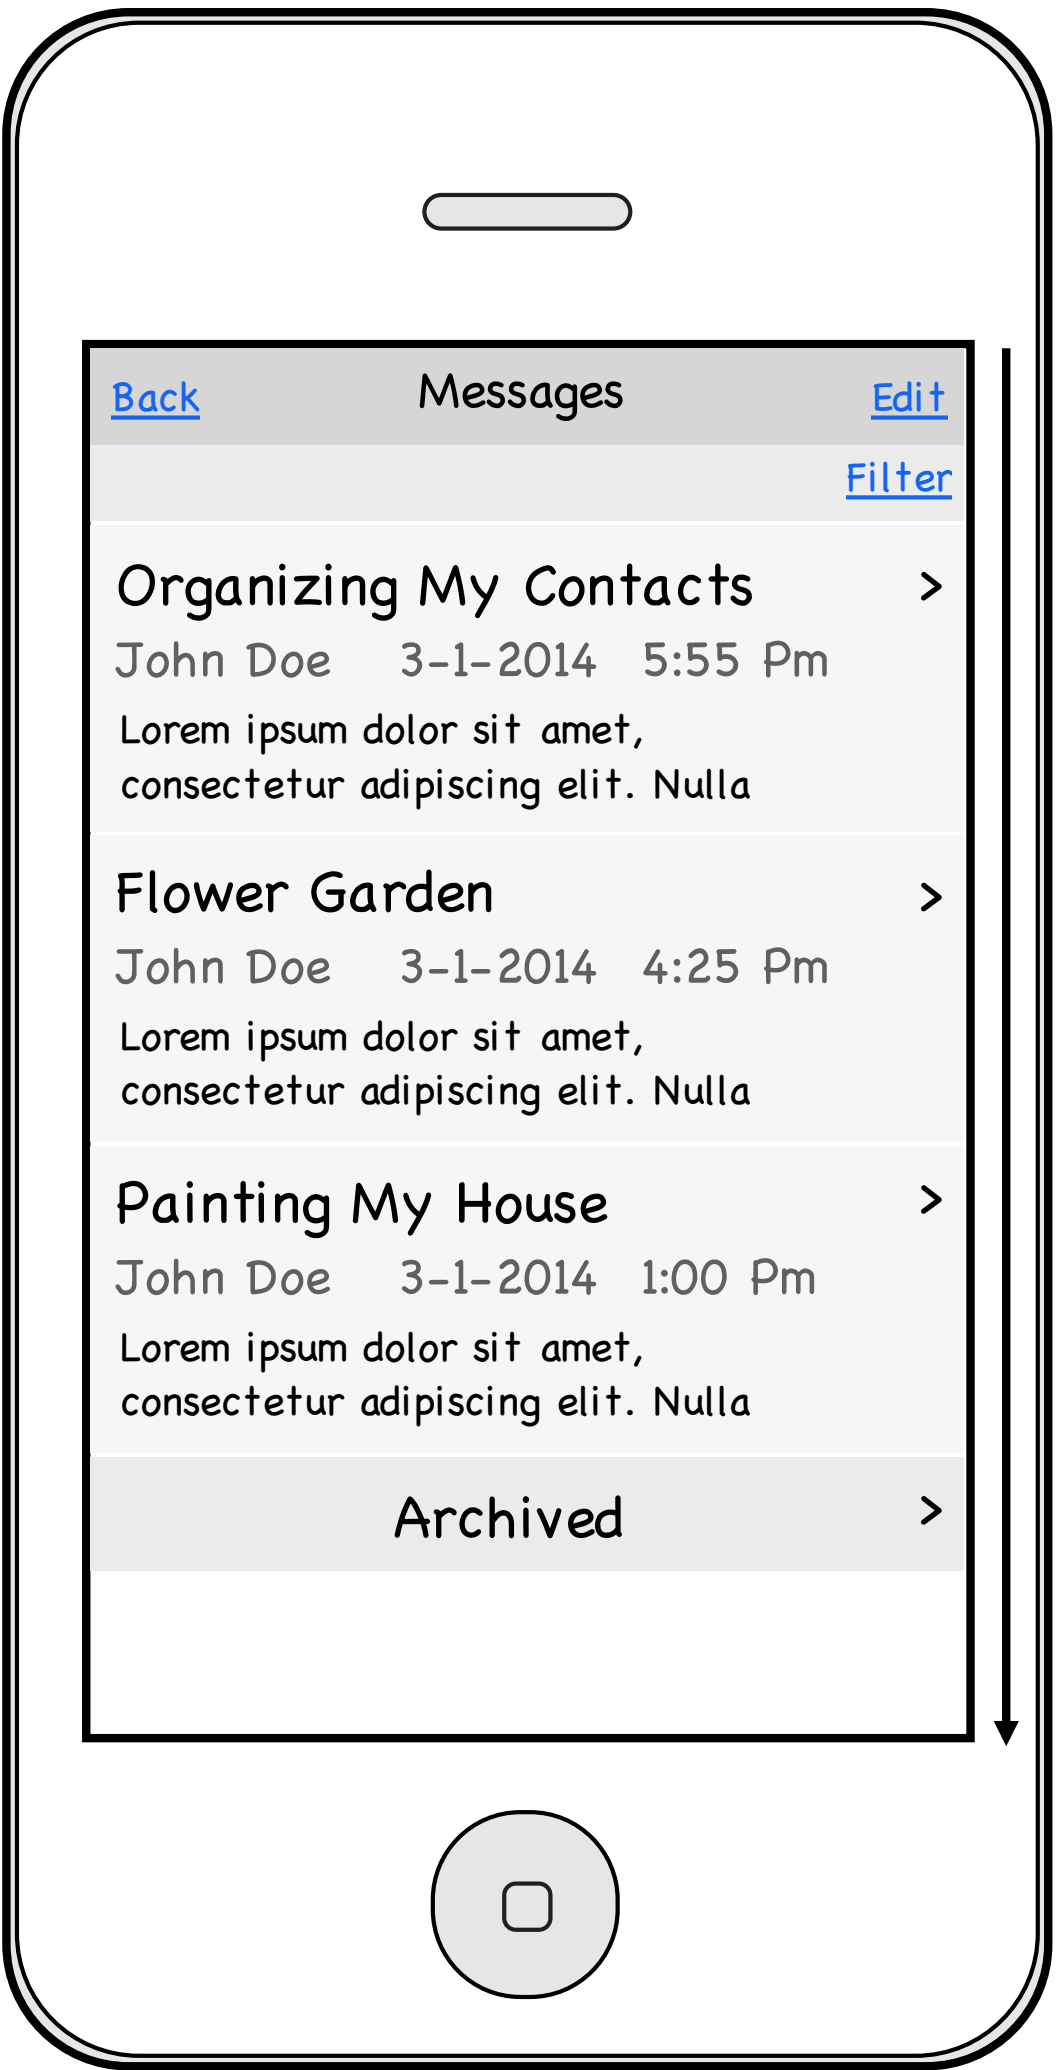 Back Messages Edit
Filter
Organizing My Contacts >
John Doe 3-1-2014 5:55 Pm
Lorem ipsum dolor sit amet,
consectetur adipiscing elit. Nulla
Flower Garden >
John Doe 3-1-2014 4:25 Pm
Lorem ipsum dolor sit amet,
consectetur adipiscing elit. Nulla
Painting My House >
John Doe 3-1-2014 1:00 Pm
Lorem ipsum dolor sit amet,
consectetur adipiscing elit. Nulla
Archived >